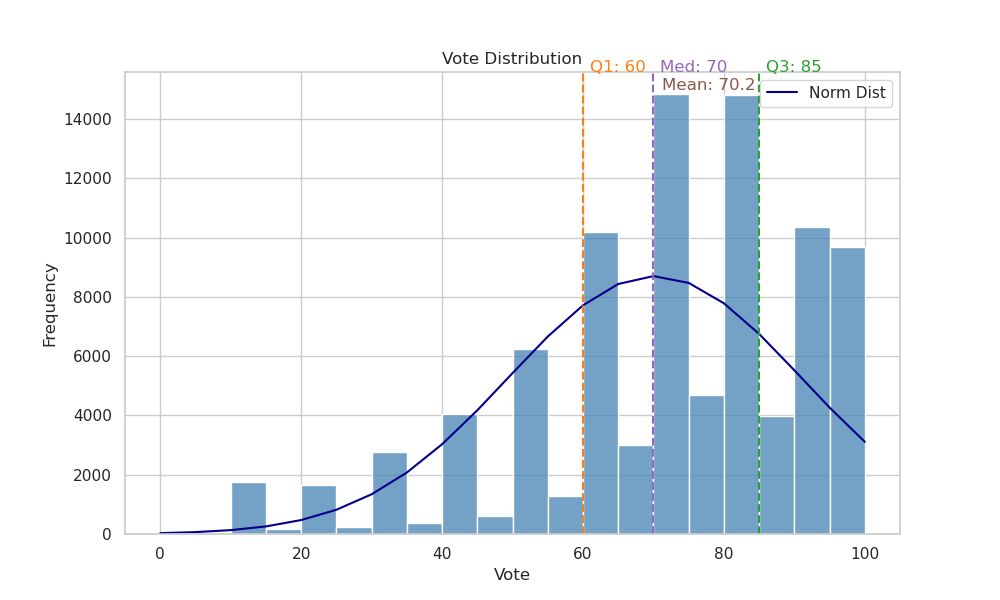 Vote Distribution
Q1: 60
Med: 70
Q3: 85
Mean: 70.2
Norm Dist
14000
12000
10000
8000
6000
4000
2000
0
Frequency
0 20 40 60 80 100
Vote